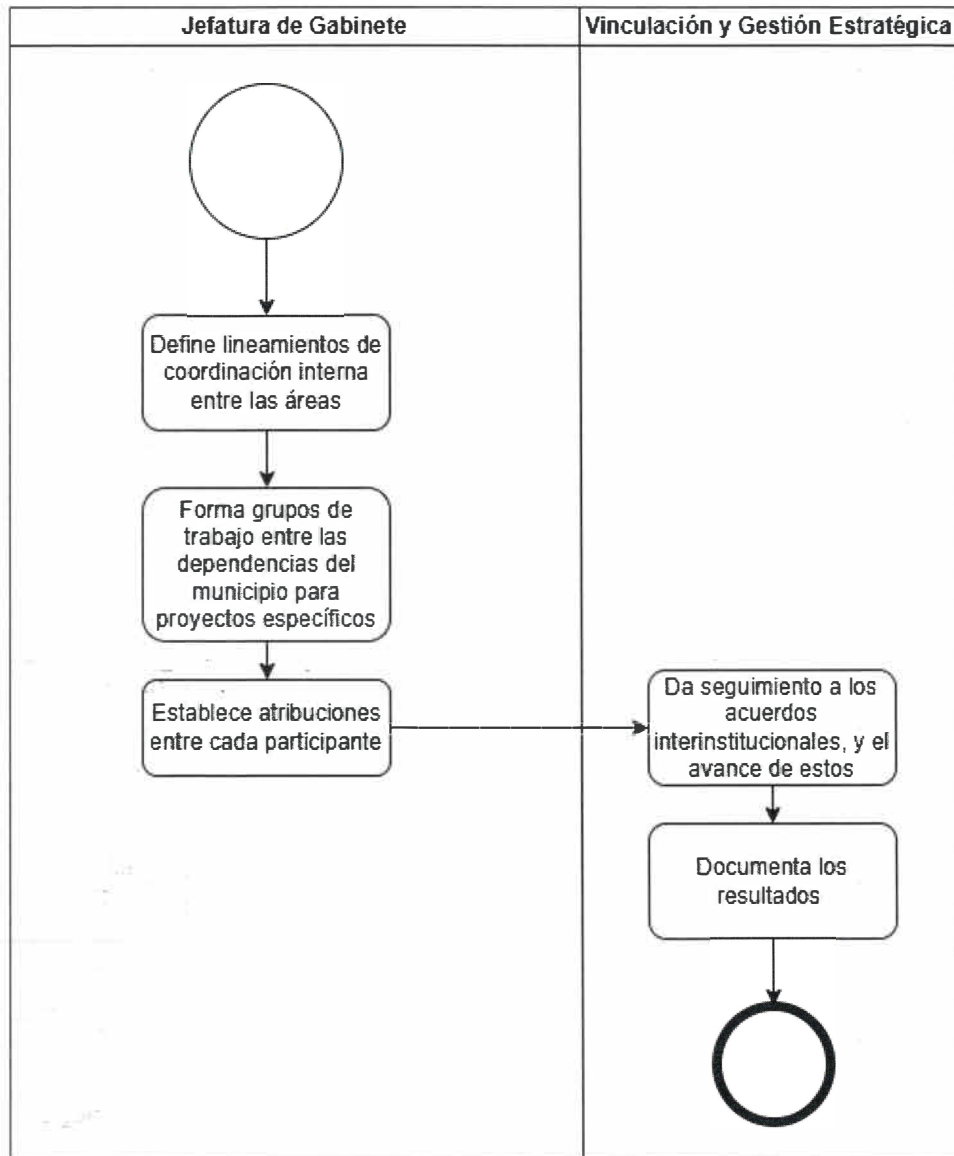 Jefatura de Gabinete
Vinculación y Gestión Estratégica
Define lineamientos de
coordinación interna
entre las áreas
Forma grupos de
trabajo entre las
dependencias del
municipio para
proyectos específicos
Establece atribuciones
entre cada participante
Da seguimiento a los
acuerdos
interinstitucionales, y el
avance de estos
Documenta los
resultados